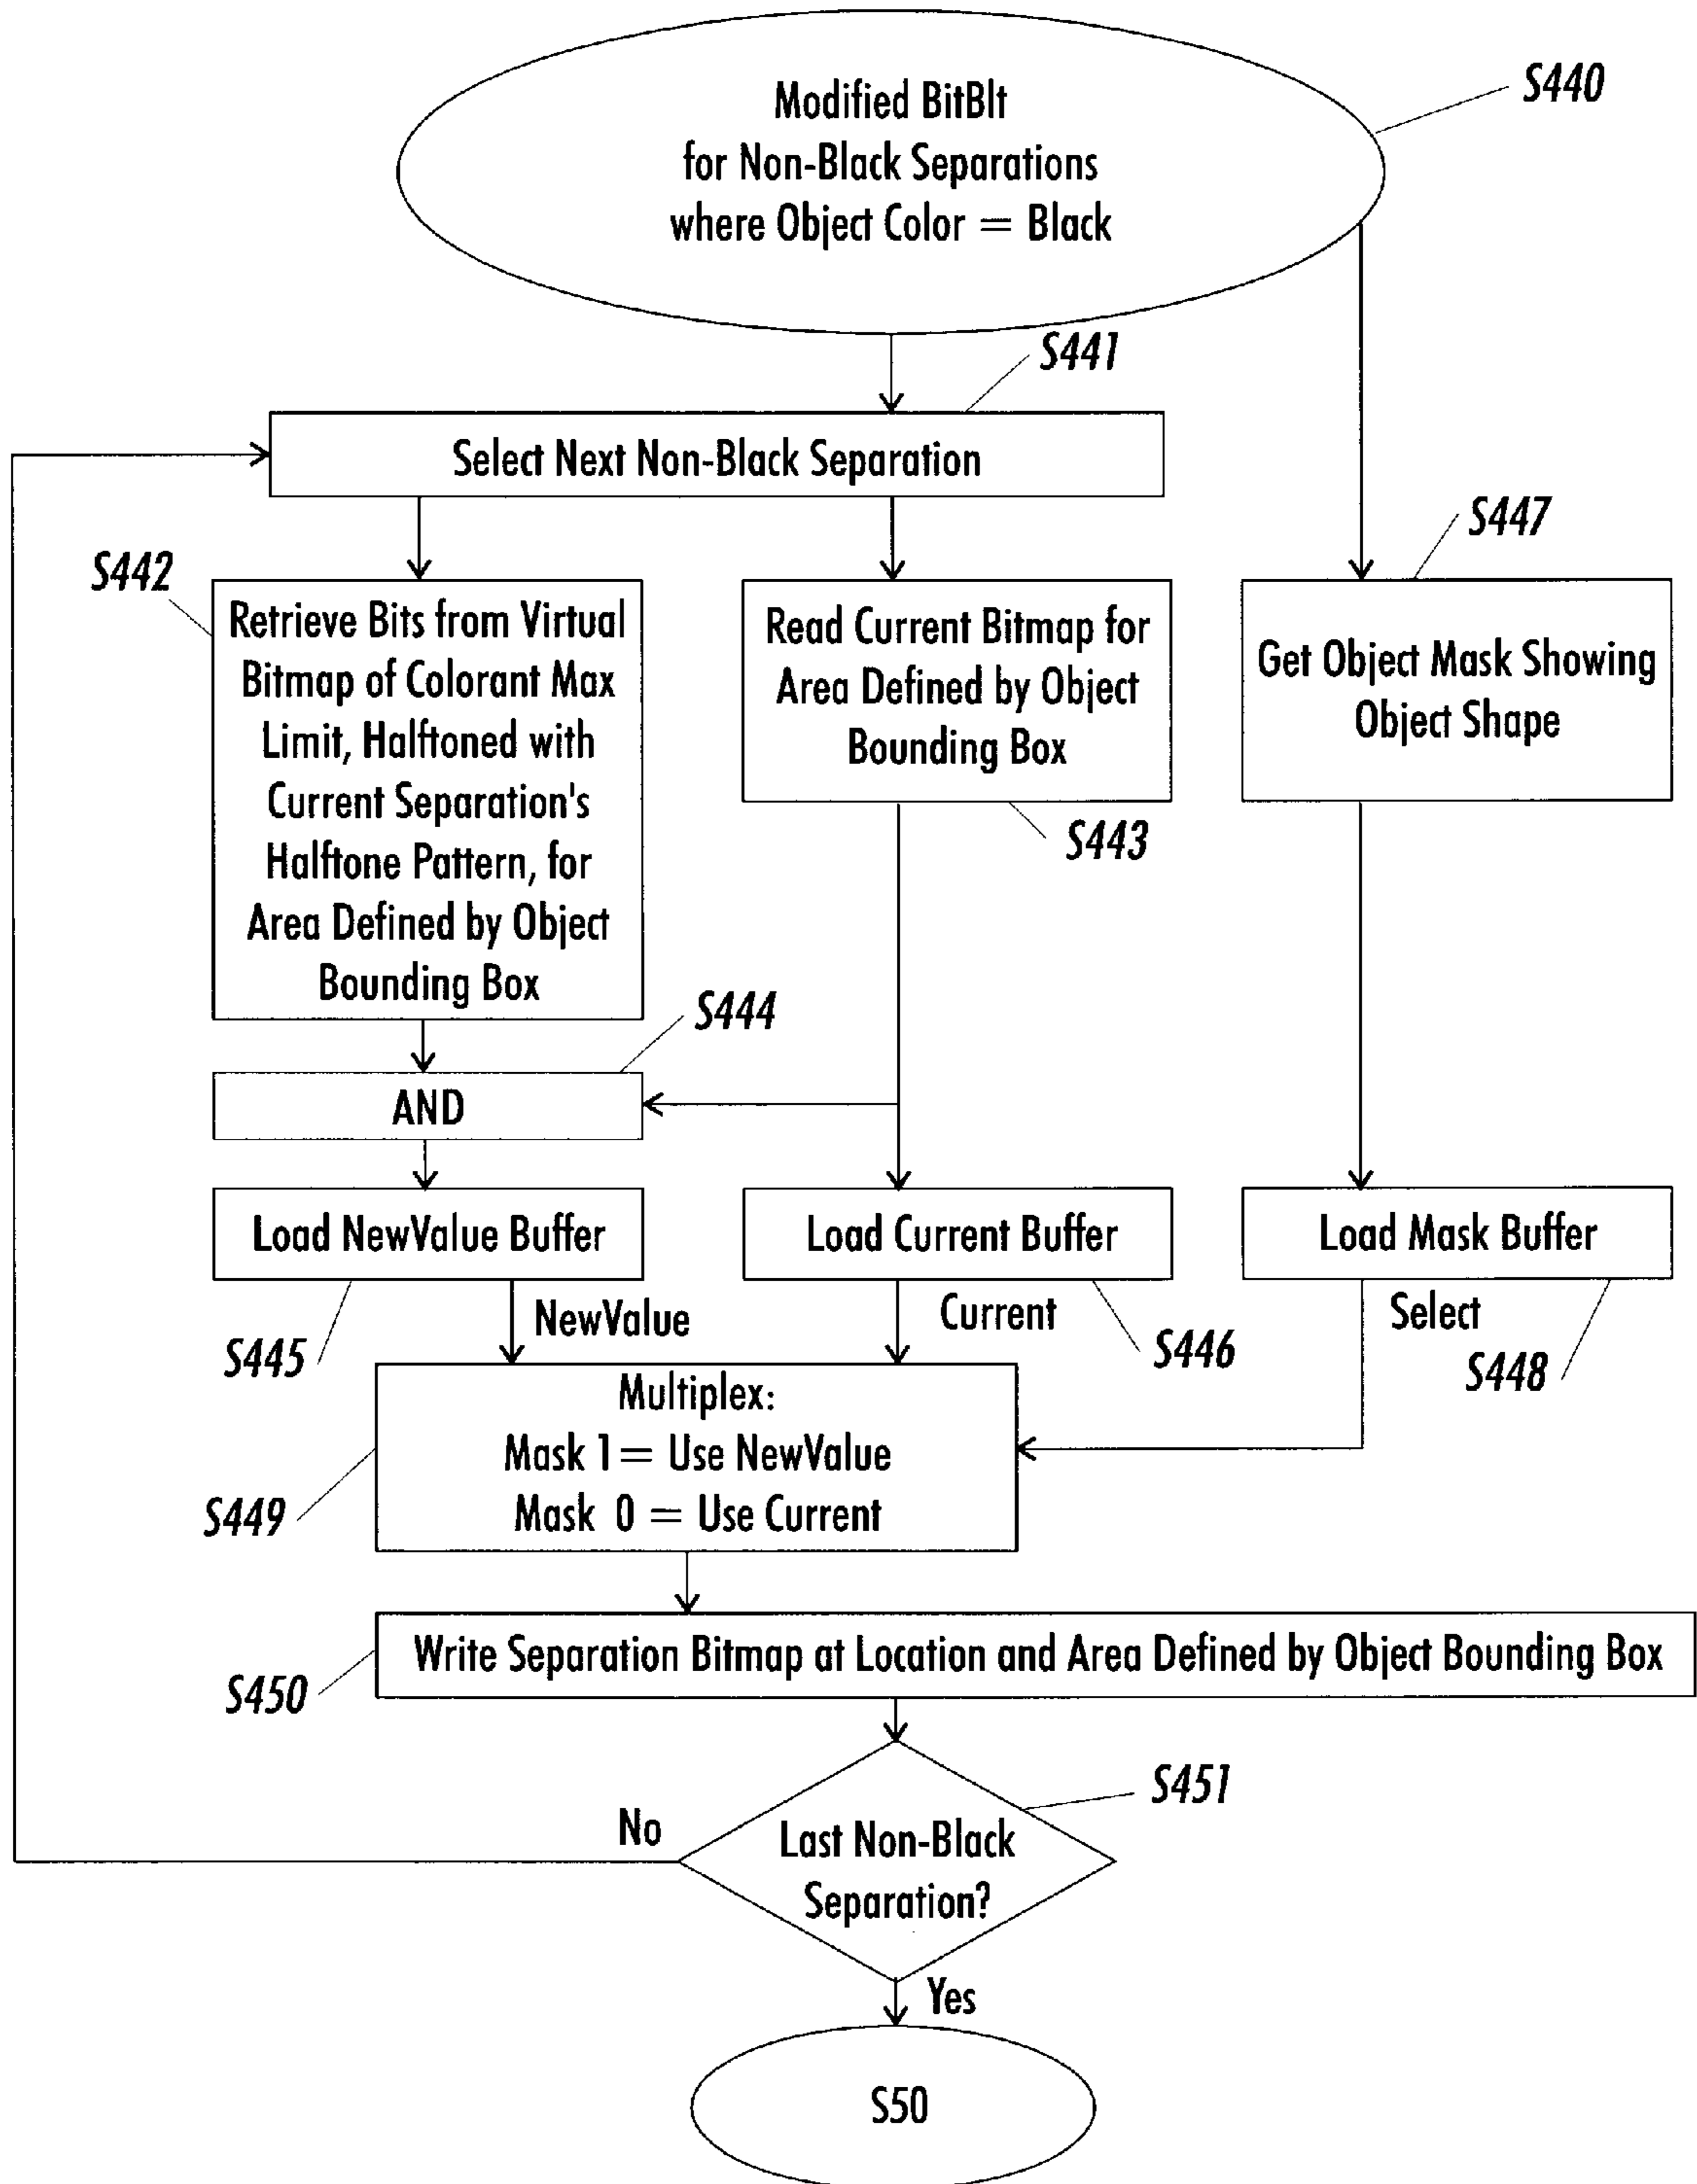 Modified BitBlt
for Non-Black Separations
where Object Color = Black
S440
S441
Select Next Non-Black Separation
S442
Retrieve Bits from Virtual
Bitmap of Colorant Max
Limit, Halftoned with
Current Separation's
Halftone Pattern, for
Area Defined by Object
Bounding Box
Read Current Bitmap for
Area Defined by Object
Bounding Box
S443
S447
Get Object Mask Showing
Object Shape
S444
AND
Load NewValue Buffer
Load Current Buffer
Load Mask Buffer
S445
NewValue
Current
S446
Select
S448
Multiplex:
Mask 1 = Use NewValue
Mask 0 = Use Current
S449
Write Separation Bitmap at Location and Area Defined by Object Bounding Box
S450
S451
Last Non-Black
Separation?
No
Yes
S50